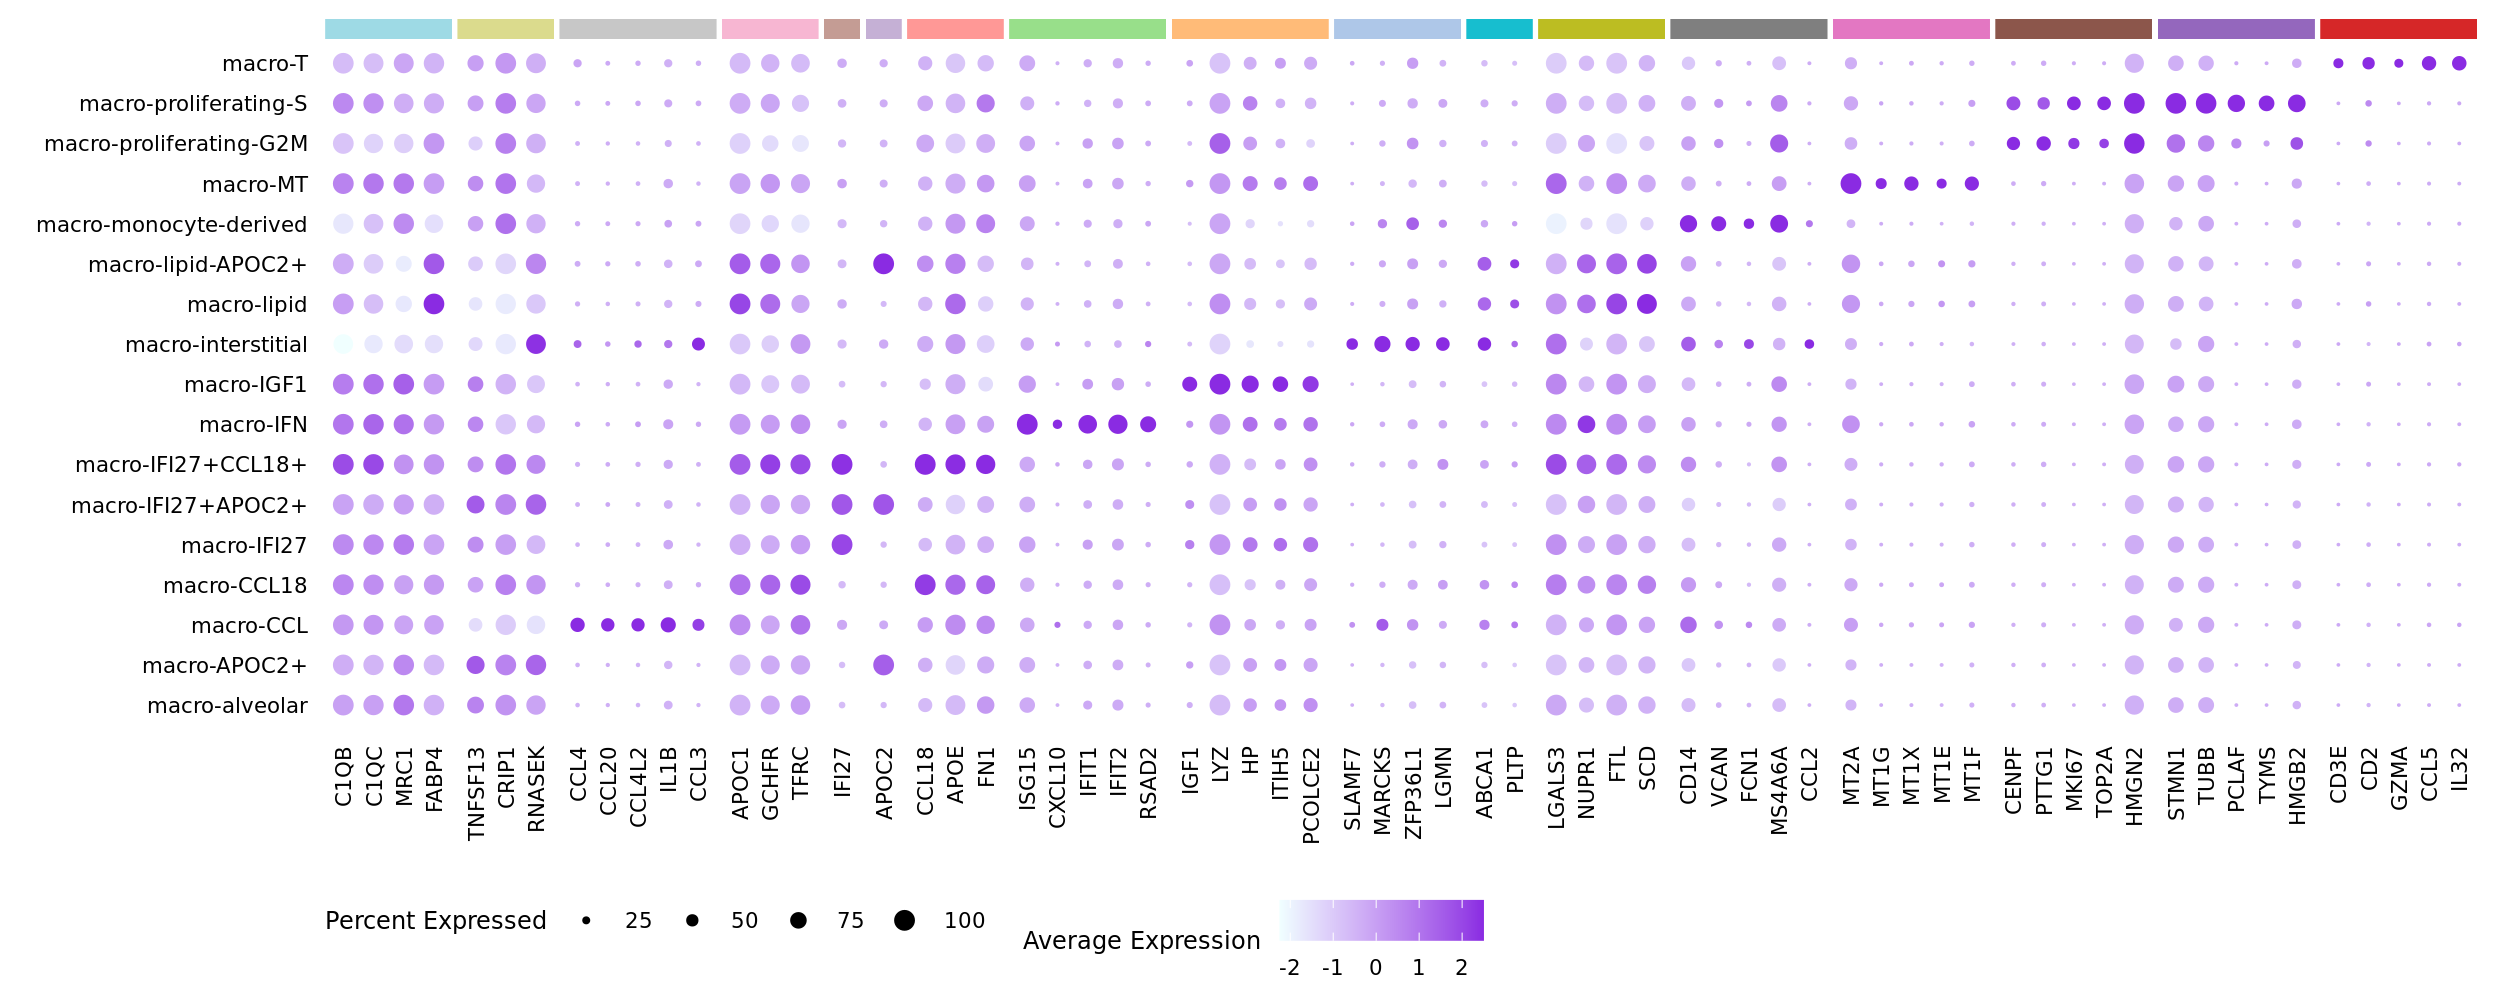 macro-T
macro-proliferating-S
macro-proliferating-G2M
macro-MT
macro-monocyte-derived
macro-lipid-APOC2+
macro-lipid
macro-interstitial
macro-IGF1
macro-IFN
macro-IFI27+CCL18+
macro-IFI27+APOC2+
macro-IFI27
macro-CCL18
macro-CCL
macro-APOC2+
macro-alveolar
C1QB
C1QC
MRC1
FABP4
TNFSF13
CRIP1
RNASEK
CCL4
CCL20
CCL4L2
IL1B
CCL3
APOC1
GCHFR
TFRC
IFI27
APOC2
CCL18
APOE
FN1
ISG15
CXCL10
IFIT1
IFIT2
RSAD2
IGF1
LYZ
HP
ITIH5
PCOLCE2
SLAMF7
MARCKS
ZFP36L1
LGMN
ABCA1
PLTP
LGALS3
NUPR1
FTL
SCD
CD14
VCAN
FCN1
MS4A6A
CCL2
MT2A
MT1G
MT1X
MT1E
MT1F
CENPF
PTTG1
MKI67
TOP2A
HMGN2
STMN1
TUBB
PCLAF
TYMS
HMGB2
CD3E
CD2
GZMA
CCL5
IL32
Percent Expressed 25 50 75 100
Average Expression
-2 -1 0 1 2